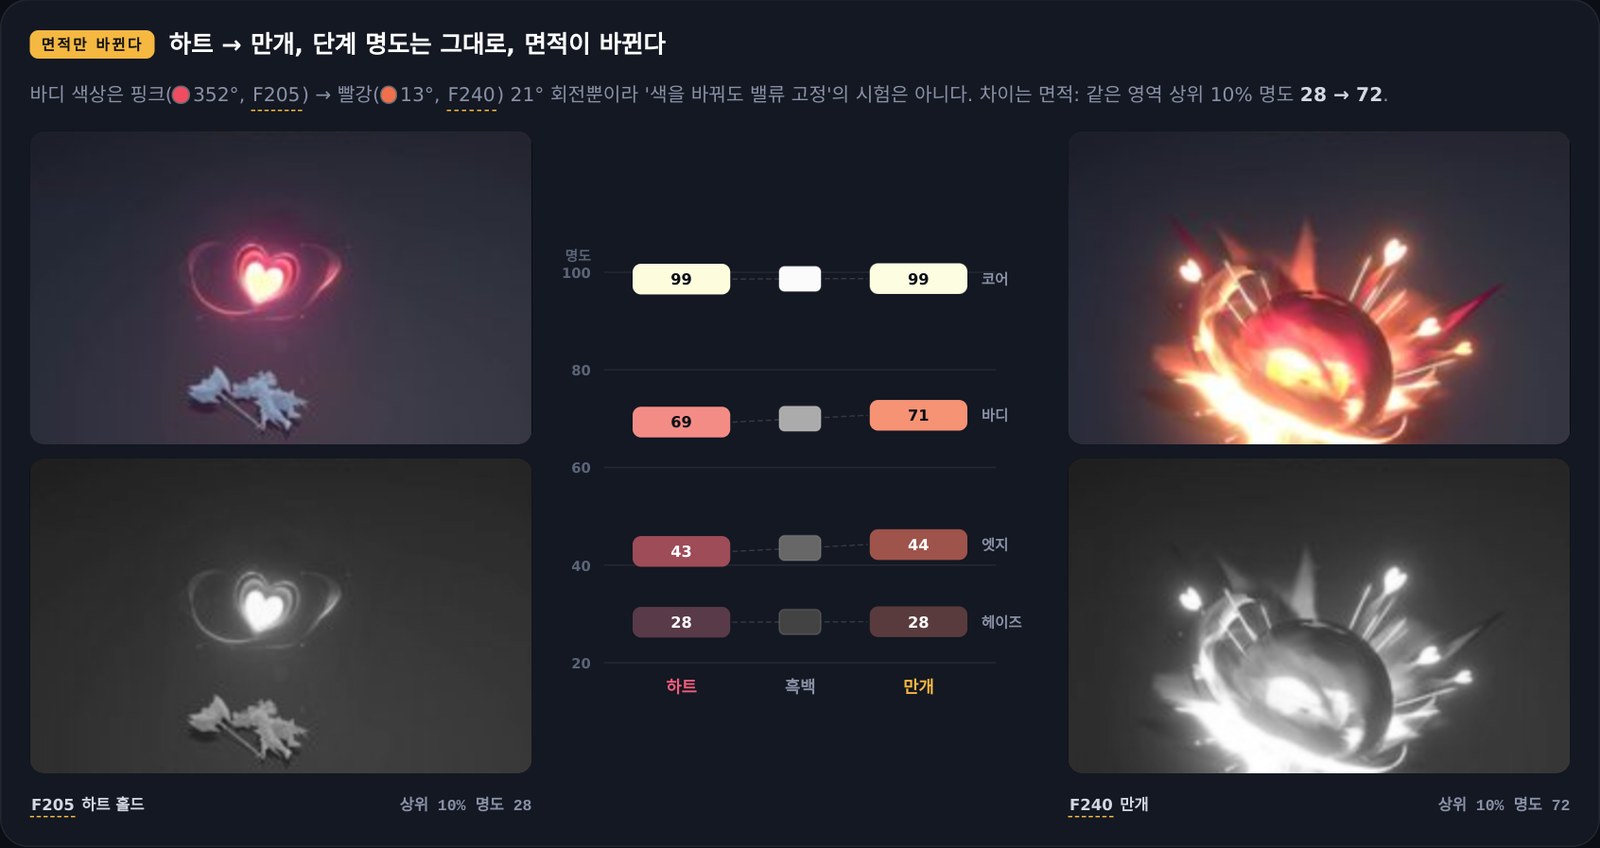 면적만 바뀐다 하트 → 만개, 단계 명도는 그대로, 면적이 바뀐다
바디 색상은 핑크(352°, F205) → 빨강(13°, F240) 21° 회전뿐이라 '색을 바꿔도 밸류 고정'의 시험은 아니다. 차이는 면적: 같은 영역 상위 10% 명도 28 → 72.
명도
100 99 99 코어
80
69 71 바디
60
43 44 엣지
40
28 28 헤이즈
20
하트 흑백 만개
F205 하트 홀드 상위 10% 명도 28
F240 만개 상위 10% 명도 72